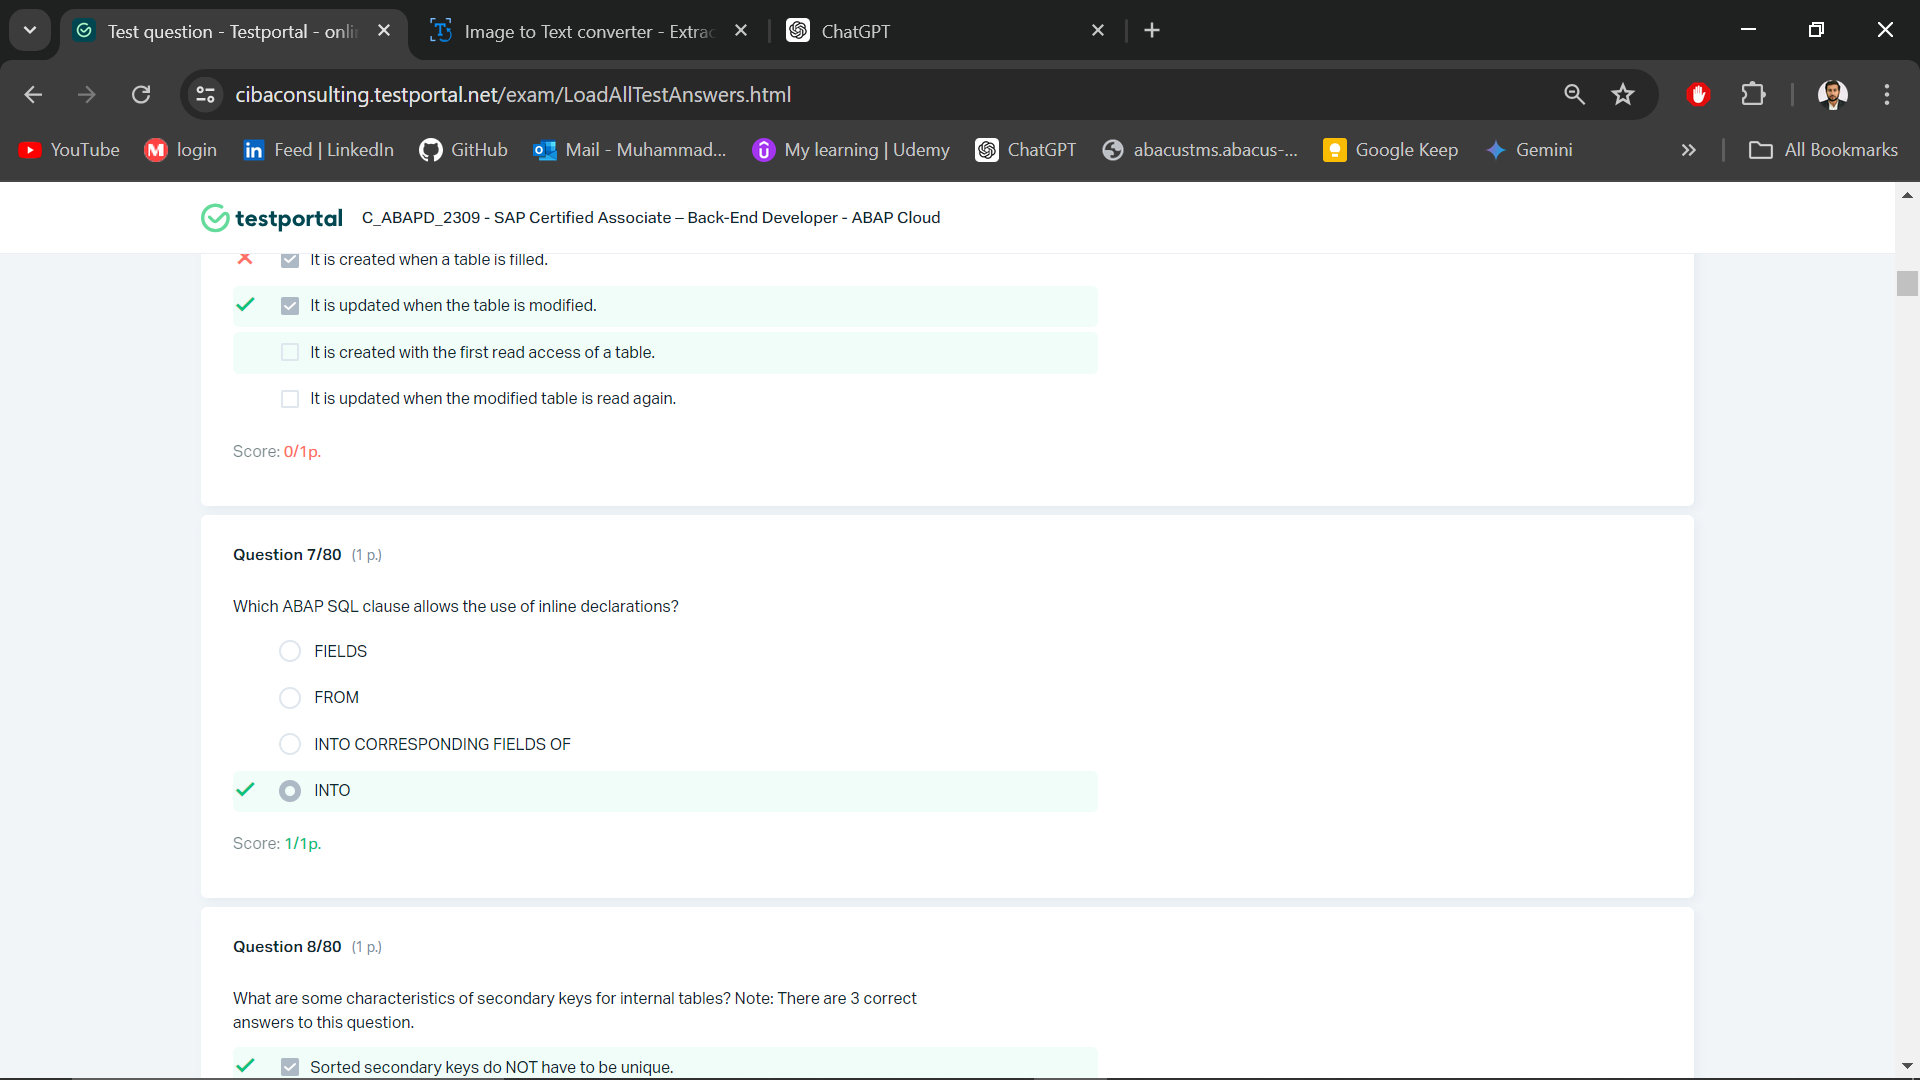 Test question - Testportal - onli
Image to Text converter - Extrac
ChatGPT
cibaconsulting.testportal.net/exam/LoadAllTestAnswers.html
YouTube
login
Feed | LinkedIn
GitHub
Mail - Muhammad...
My learning | Udemy
ChatGPT
abacustms.abacus-...
Google Keep
Gemini
All Bookmarks
testportal
C_ABAPD_2309 - SAP Certified Associate – Back-End Developer - ABAP Cloud
It is created when a table is filled.
It is updated when the table is modified.
It is created with the first read access of a table.
It is updated when the modified table is read again.
Score: 0/1p.
Question 7/80 (1 p.)
Which ABAP SQL clause allows the use of inline declarations?
FIELDS
FROM
INTO CORRESPONDING FIELDS OF
INTO
Score: 1/1p.
Question 8/80 (1 p.)
What are some characteristics of secondary keys for internal tables? Note: There are 3 correct
answers to this question.
Sorted secondary keys do NOT have to be unique.